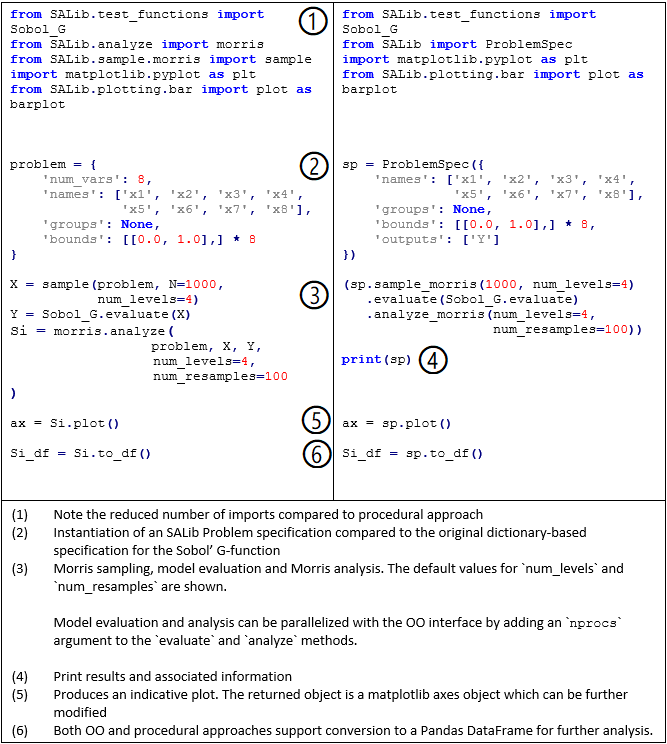 from SALib.test_functions import
Sobol_G
from SALib.analyze import morris
from SALib.sample.morris import sample
import matplotlib.pyplot as plt
from SALib.plotting.bar import plot as
barplot
1
from SALib.test_functions import
Sobol_G
from SALib import ProblemSpec
import matplotlib.pyplot as plt
from SALib.plotting.bar import plot as
barplot
problem = {
    'num_vars': 8,
    'names': ['x1', 'x2', 'x3', 'x4',
              'x5', 'x6', 'x7', 'x8'],
    'groups': None,
    'bounds': [[0.0, 1.0],] * 8
}
2
sp = ProblemSpec({
    'names': ['x1', 'x2', 'x3', 'x4',
              'x5', 'x6', 'x7', 'x8'],
    'groups': None,
    'bounds': [[0.0, 1.0],] * 8,
    'outputs': ['Y']
})
X = sample(problem, N=1000,
           num_levels=4)
Y = Sobol_G.evaluate(X)
Si = morris.analyze(
                  problem, X, Y,
                  num_levels=4,
                  num_resamples=100
)
3
(sp.sample_morris(1000, num_levels=4)
   .evaluate(Sobol_G.evaluate)
   .analyze_morris(num_levels=4,
                   num_resamples=100))
print(sp)
4
ax = Si.plot()
5
ax = sp.plot()
Si_df = Si.to_df()
6
Si_df = sp.to_df()
(1) Note the reduced number of imports compared to procedural approach
(2) Instantiation of an SALib Problem specification compared to the original dictionary-based
specification for the Sobol’ G-function
(3) Morris sampling, model evaluation and Morris analysis. The default values for `num_levels` and
`num_resamples` are shown.
Model evaluation and analysis can be parallelized with the OO interface by adding an `nprocs`
argument to the `evaluate` and `analyze` methods.
(4) Print results and associated information
(5) Produces an indicative plot. The returned object is a matplotlib axes object which can be further
modified
(6) Both OO and procedural approaches support conversion to a Pandas DataFrame for further analysis.